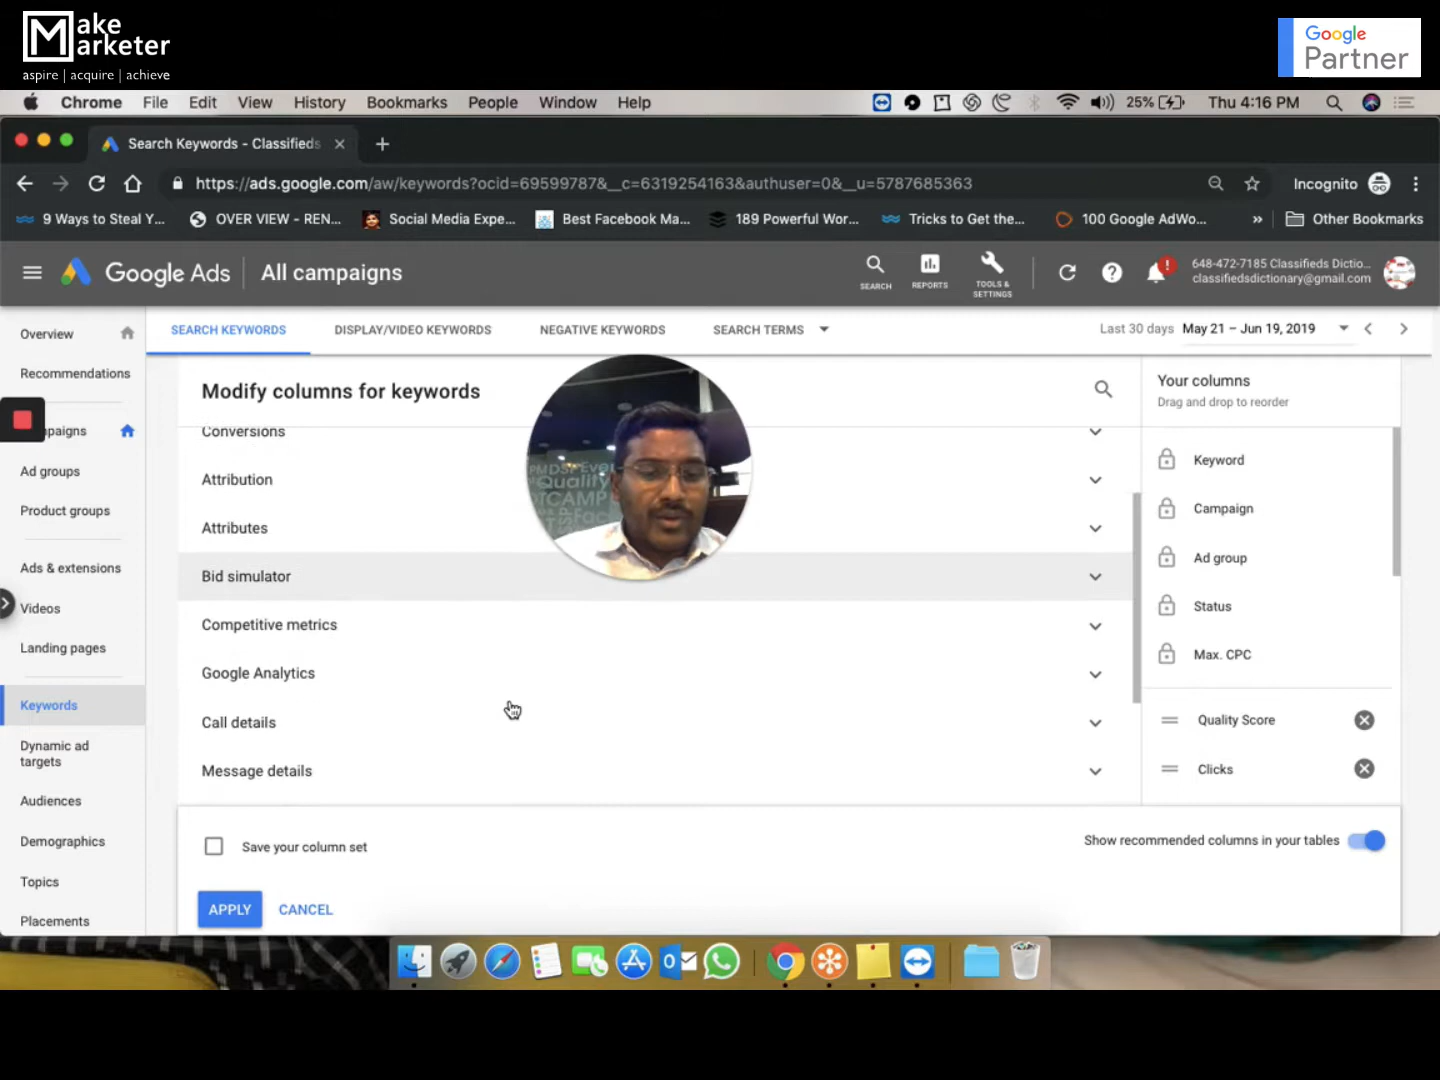 Make
Marketer
aspire | acquire | achieve
Google
Partner
Chrome File Edit View History Bookmarks People Window Help
25% Thu 4:16 PM
Search Keywords - Classifieds
https://ads.google.com/aw/keywords?ocid=69599787&__c=6319254163&authuser=0&__u=5787685363
Incognito
9 Ways to Steal Y...
OVER VIEW - REN...
Social Media Expe...
Best Facebook Ma...
189 Powerful Wor...
Tricks to Get the...
100 Google AdWo...
»
Other Bookmarks
Google Ads
All campaigns
SEARCH
REPORTS
TOOLS &
SETTINGS
648-472-7185 Classifieds Dictio...
classifiedsdictionary@gmail.com
Overview
Recommendations
paigns
Ad groups
Product groups
Ads & extensions
Videos
Landing pages
Keywords
Dynamic ad
targets
Audiences
Demographics
Topics
Placements
SEARCH KEYWORDS
DISPLAY/VIDEO KEYWORDS
NEGATIVE KEYWORDS
SEARCH TERMS
Last 30 days May 21 – Jun 19, 2019
Modify columns for keywords
Conversions
Attribution
Attributes
Bid simulator
Competitive metrics
Google Analytics
Call details
Message details
Your columns
Drag and drop to reorder
Keyword
Campaign
Ad group
Status
Max. CPC
Quality Score
Clicks
Save your column set
Show recommended columns in your tables
APPLY
CANCEL